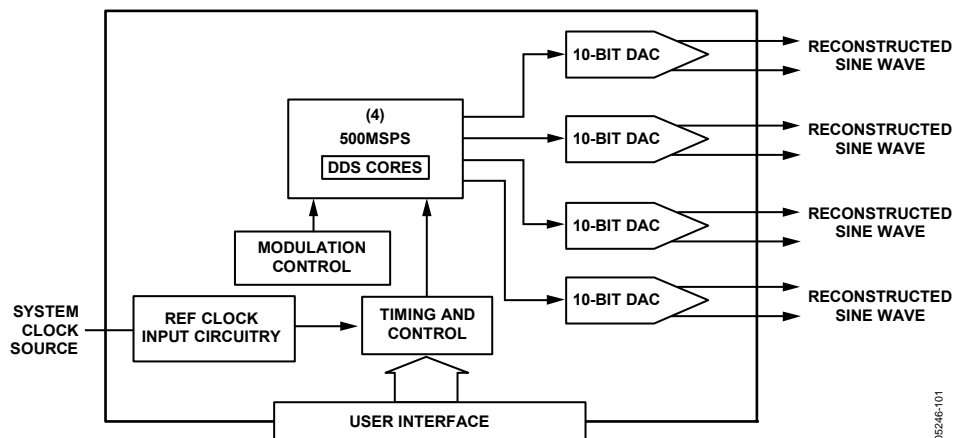 10-BIT DAC
RECONSTRUCTED
SINE WAVE
(4)
500MSPS
DDS CORES
10-BIT DAC
RECONSTRUCTED
SINE WAVE
10-BIT DAC
RECONSTRUCTED
SINE WAVE
MODULATION
CONTROL
10-BIT DAC
RECONSTRUCTED
SINE WAVE
SYSTEM
CLOCK
SOURCE
REF CLOCK
INPUT CIRCUITRY
TIMING AND
CONTROL
USER INTERFACE
05246-101